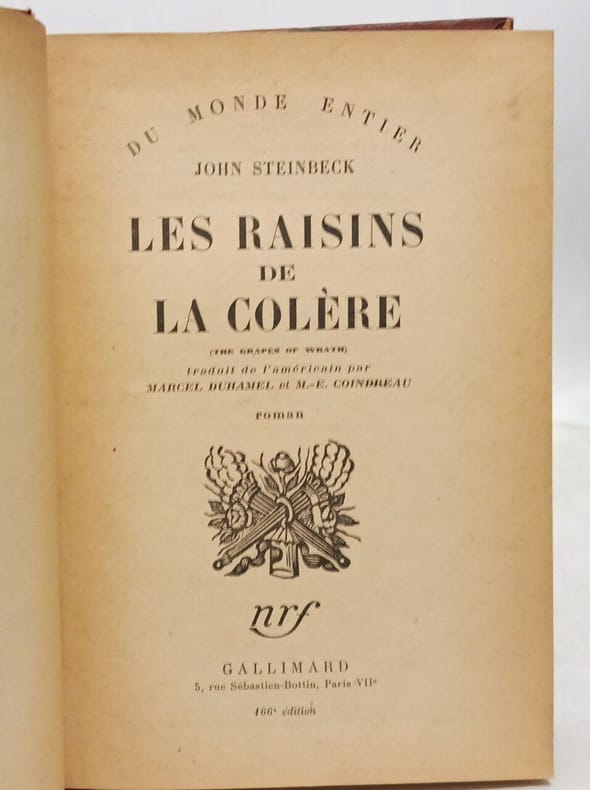 DU MONDE ENTIER
JOHN STEINBECK
LES RAISINS
DE
LA COLÈRE
(THE GRAPES OF WRATH)
traduit de l'américain par
MARCEL DUHAMEL et M.-E. COINDREAU
roman
nrf
GALLIMARD
5, rue Sébastien-Bottin, Paris VIIe
166e édition